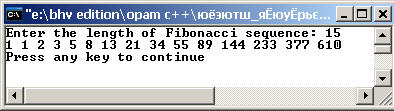 "e:\bhv edition\opam c++\юёэютш_яЁюуЁрьє...
Enter the length of Fibonacci sequence: 15
1 1 2 3 5 8 13 21 34 55 89 144 233 377 610
Press any key to continue